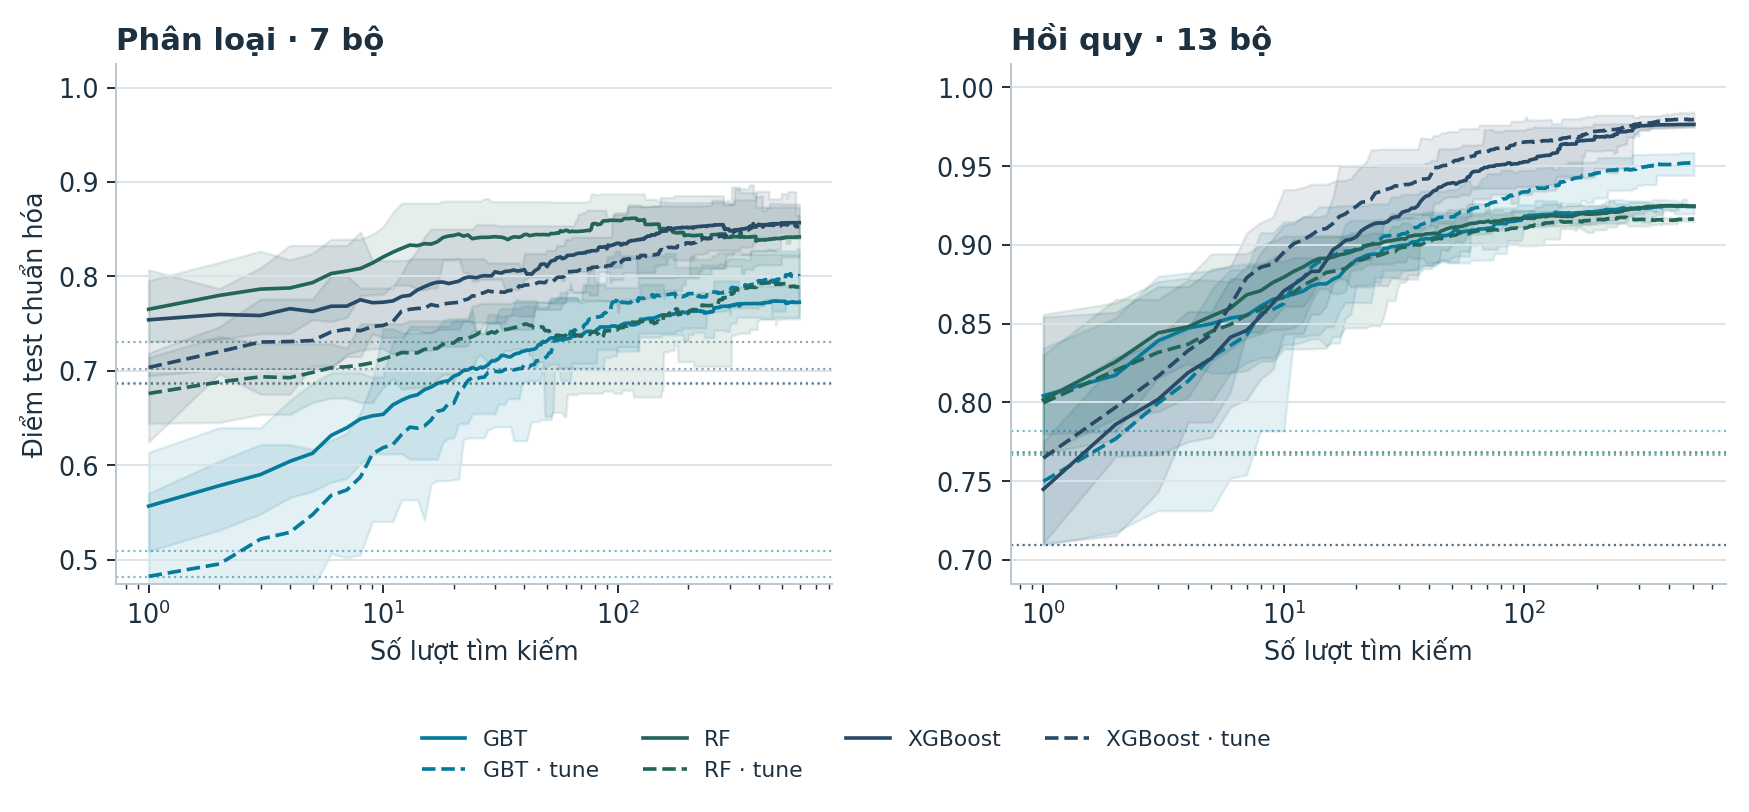 Phân loại · 7 bộ
Điểm test chuẩn hóa
1.0
0.9
0.8
0.7
0.6
0.5
10⁰
10¹
10²
Số lượt tìm kiếm
Hồi quy · 13 bộ
1.00
0.95
0.90
0.85
0.80
0.75
0.70
10⁰
10¹
10²
Số lượt tìm kiếm
GBT RF XGBoost XGBoost · tune
GBT · tune RF · tune